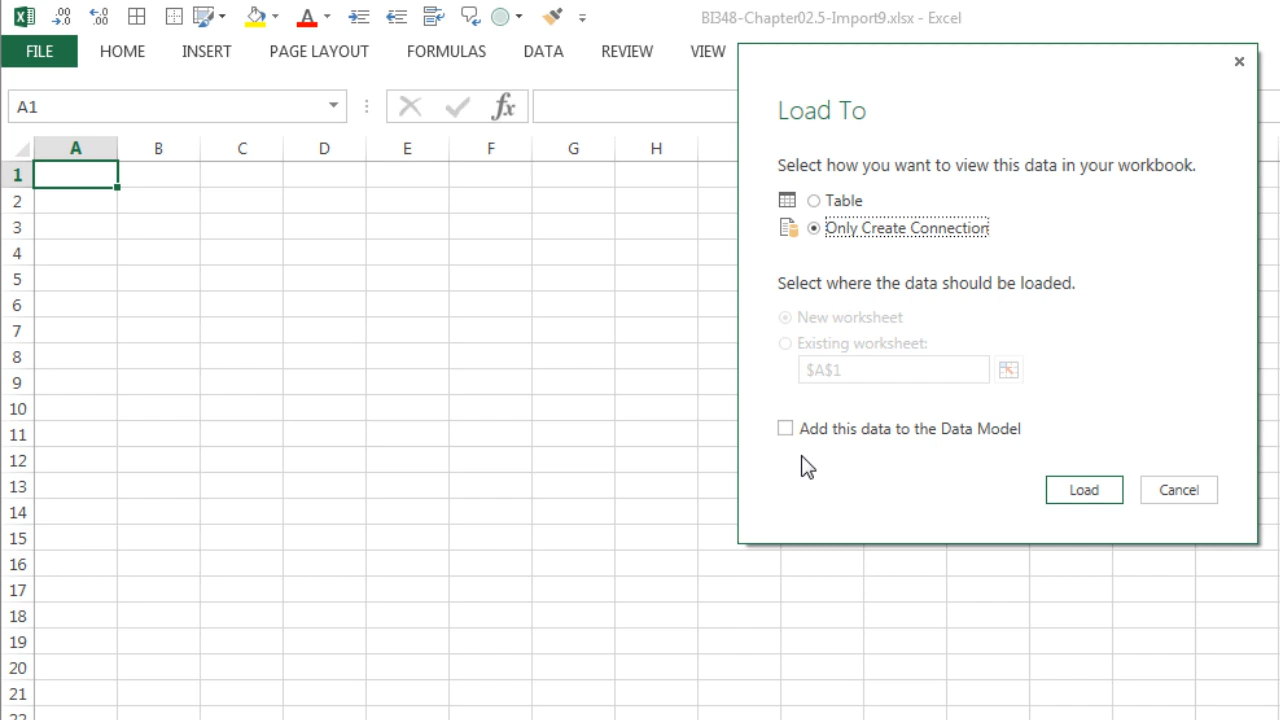 BI348-Chapter02.5-Import9.xlsx - Excel
FILE HOME INSERT PAGE LAYOUT FORMULAS DATA REVIEW VIEW
A1
fx
A B C D E F G H
1
2
3
4
5
6
7
8
9
10
11
12
13
14
15
16
17
18
19
20
21
Load To
Select how you want to view this data in your workbook.
Table
Only Create Connection
Select where the data should be loaded.
New worksheet
Existing worksheet:
$A$1
Add this data to the Data Model
Load Cancel